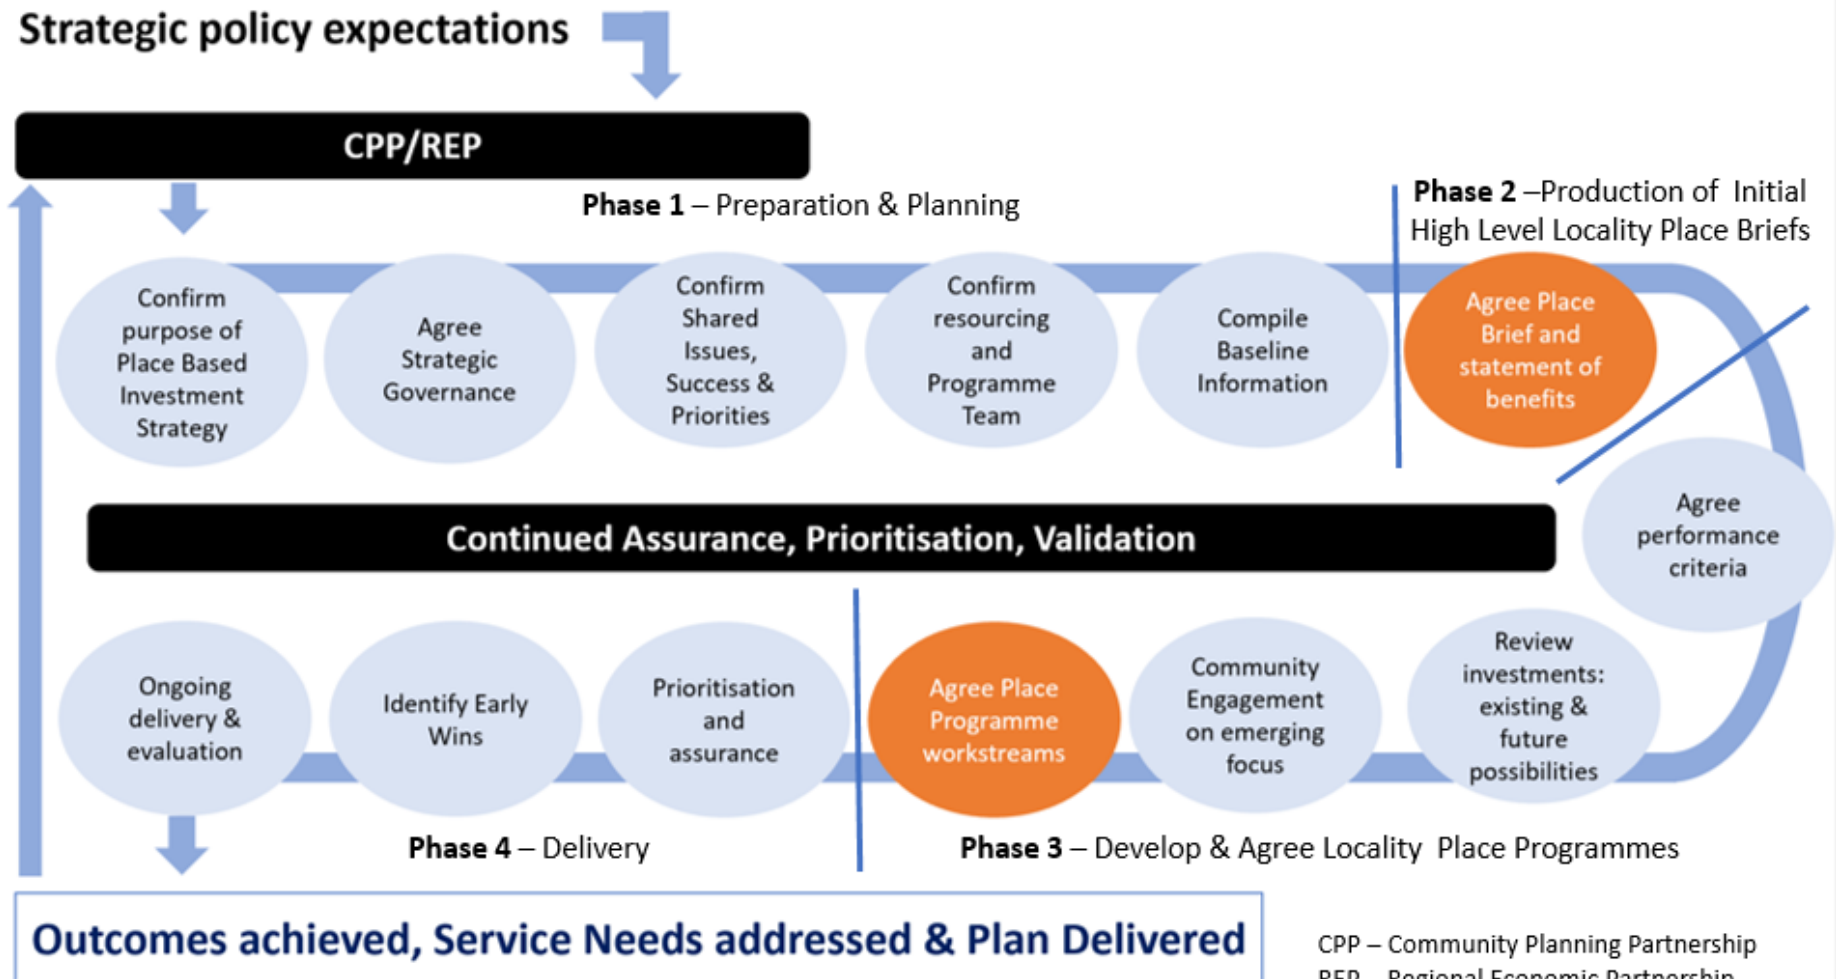 Strategic policy expectations
CPP/REP
Phase 1 – Preparation & Planning
Phase 2 –Production of Initial
High Level Locality Place Briefs
Confirm
purpose of
Place Based
Investment
Strategy
Agree
Strategic
Governance
Confirm
Shared
Issues,
Success &
Priorities
Confirm
resourcing
and
Programme
Team
Compile
Baseline
Information
Agree Place
Brief and
statement of
benefits
Agree
performance
criteria
Continued Assurance, Prioritisation, Validation
Ongoing
delivery &
evaluation
Identify Early
Wins
Prioritisation
and
assurance
Agree Place
Programme
workstreams
Community
Engagement
on emerging
focus
Review
investments:
existing &
future
possibilities
Phase 4 – Delivery
Phase 3 – Develop & Agree Locality Place Programmes
Outcomes achieved, Service Needs addressed & Plan Delivered
CPP – Community Planning Partnership
REP – Regional Economic Partnership